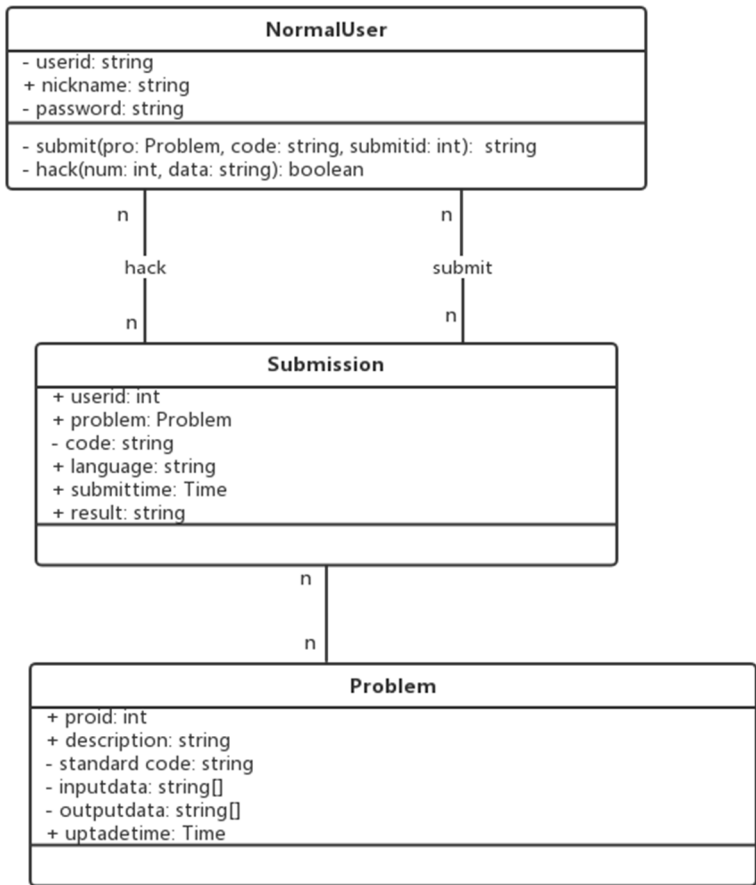 NormalUser
- userid: string
+ nickname: string
- password: string
- submit(pro: Problem, code: string, submitid: int):  string
- hack(num: int, data: string): boolean
n n
hack submit
n n
Submission
+ userid: int
+ problem: Problem
- code: string
+ language: string
+ submittime: Time
+ result: string
n
n
Problem
+ proid: int
+ description: string
- standard code: string
- inputdata: string[]
- outputdata: string[]
+ uptadetime: Time